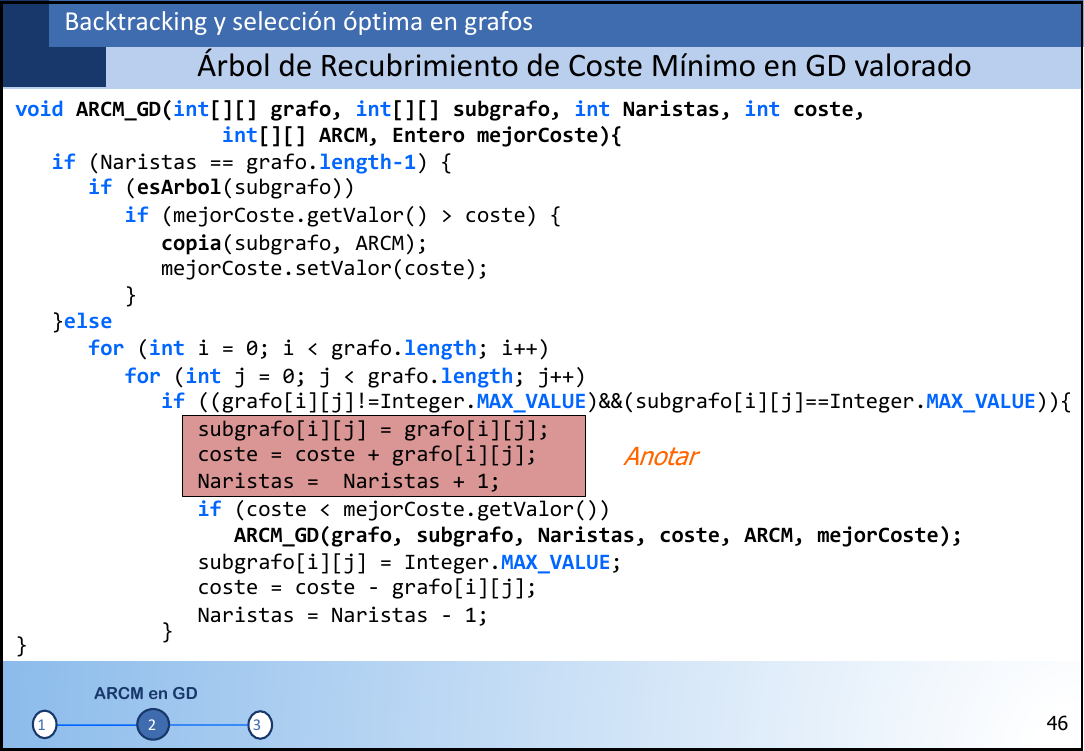 Backtracking y selección óptima en grafos
Árbol de Recubrimiento de Coste Mínimo en GD valorado
void ARCM_GD(int[][] grafo, int[][] subgrafo, int Naristas, int coste,
int[][] ARCM, Entero mejorCoste){
if (Naristas == grafo.length-1) {
if (esArbol(subgrafo))
if (mejorCoste.getValor() > coste) {
copia(subgrafo, ARCM);
mejorCoste.setValor(coste);
}
}else
for (int i = 0; i < grafo.length; i++)
for (int j = 0; j < grafo.length; j++)
if ((grafo[i][j]!=Integer.MAX_VALUE)&&(subgrafo[i][j]==Integer.MAX_VALUE)){
subgrafo[i][j] = grafo[i][j];
coste = coste + grafo[i][j];
Anotar
Naristas =  Naristas + 1;
if (coste < mejorCoste.getValor())
ARCM_GD(grafo, subgrafo, Naristas, coste, ARCM, mejorCoste);
subgrafo[i][j] = Integer.MAX_VALUE;
coste = coste - grafo[i][j];
Naristas = Naristas - 1;
}
}
ARCM en GD
1 2 3
46